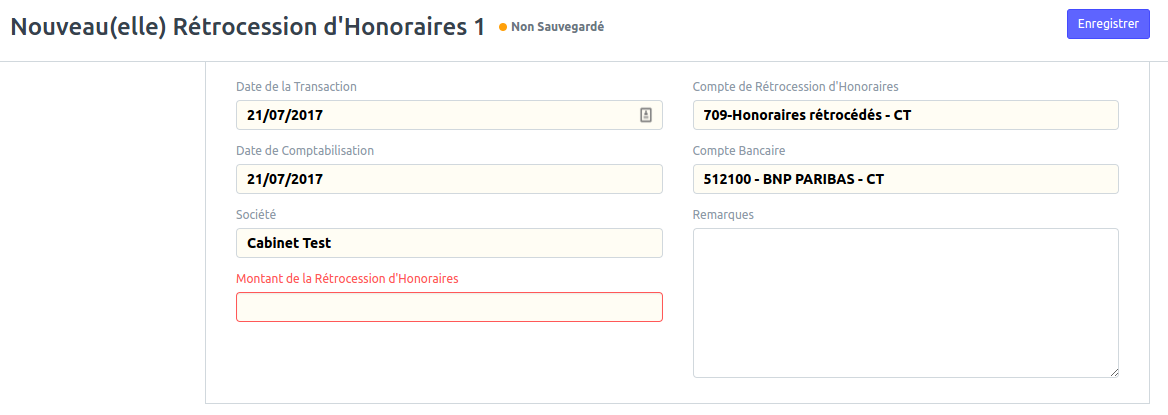 Nouveau(elle) Rétrocession d'Honoraires 1
Non Sauvegardé
Enregistrer
Date de la Transaction
21/07/2017
Date de Comptabilisation
21/07/2017
Société
Cabinet Test
Montant de la Rétrocession d'Honoraires
Compte de Rétrocession d'Honoraires
709-Honoraires rétrocédés - CT
Compte Bancaire
512100 - BNP PARIBAS - CT
Remarques